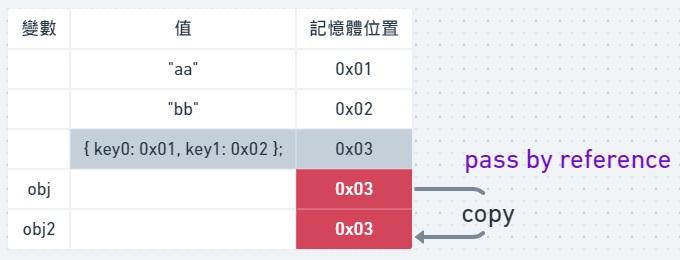 變數 值 記憶體位置
"aa" 0x01
"bb" 0x02
{ key0: 0x01, key1: 0x02 }; 0x03
obj 0x03
obj2 0x03
pass by reference
copy